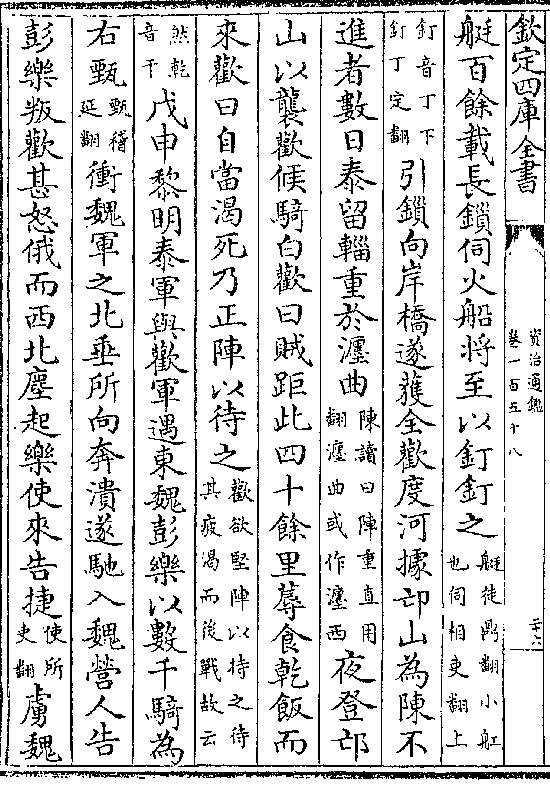 欽定四庫全書
資治通鑑
卷一百五十八
艇百餘載長鎖伺火船將至以釘釘之艇徒鼎翻小舡也伺相吏翻上
釘音丁下釘丁定翻引鎖向岸橋遂獲全歡度河據邙山為陳不
進者數日泰留輜重於瀍曲陳讀曰陣重直用翻瀍曲或作瀍西夜登邙
山以襲歡候騎白歡曰賊距此四十餘里蓐食乾飯而
來歡曰自當渴死乃正陣以待之歡欲堅陣以待之待其疲渴而後戰故云
然乾音干戊申黎明泰軍與歡軍遇東魏彭樂以數千騎為
右甄甄稽延翻衝魏軍之北垂所向奔潰遂馳入魏營人告
彭樂叛歡甚怒俄而西北塵起樂使來告捷使所吏翻虜魏